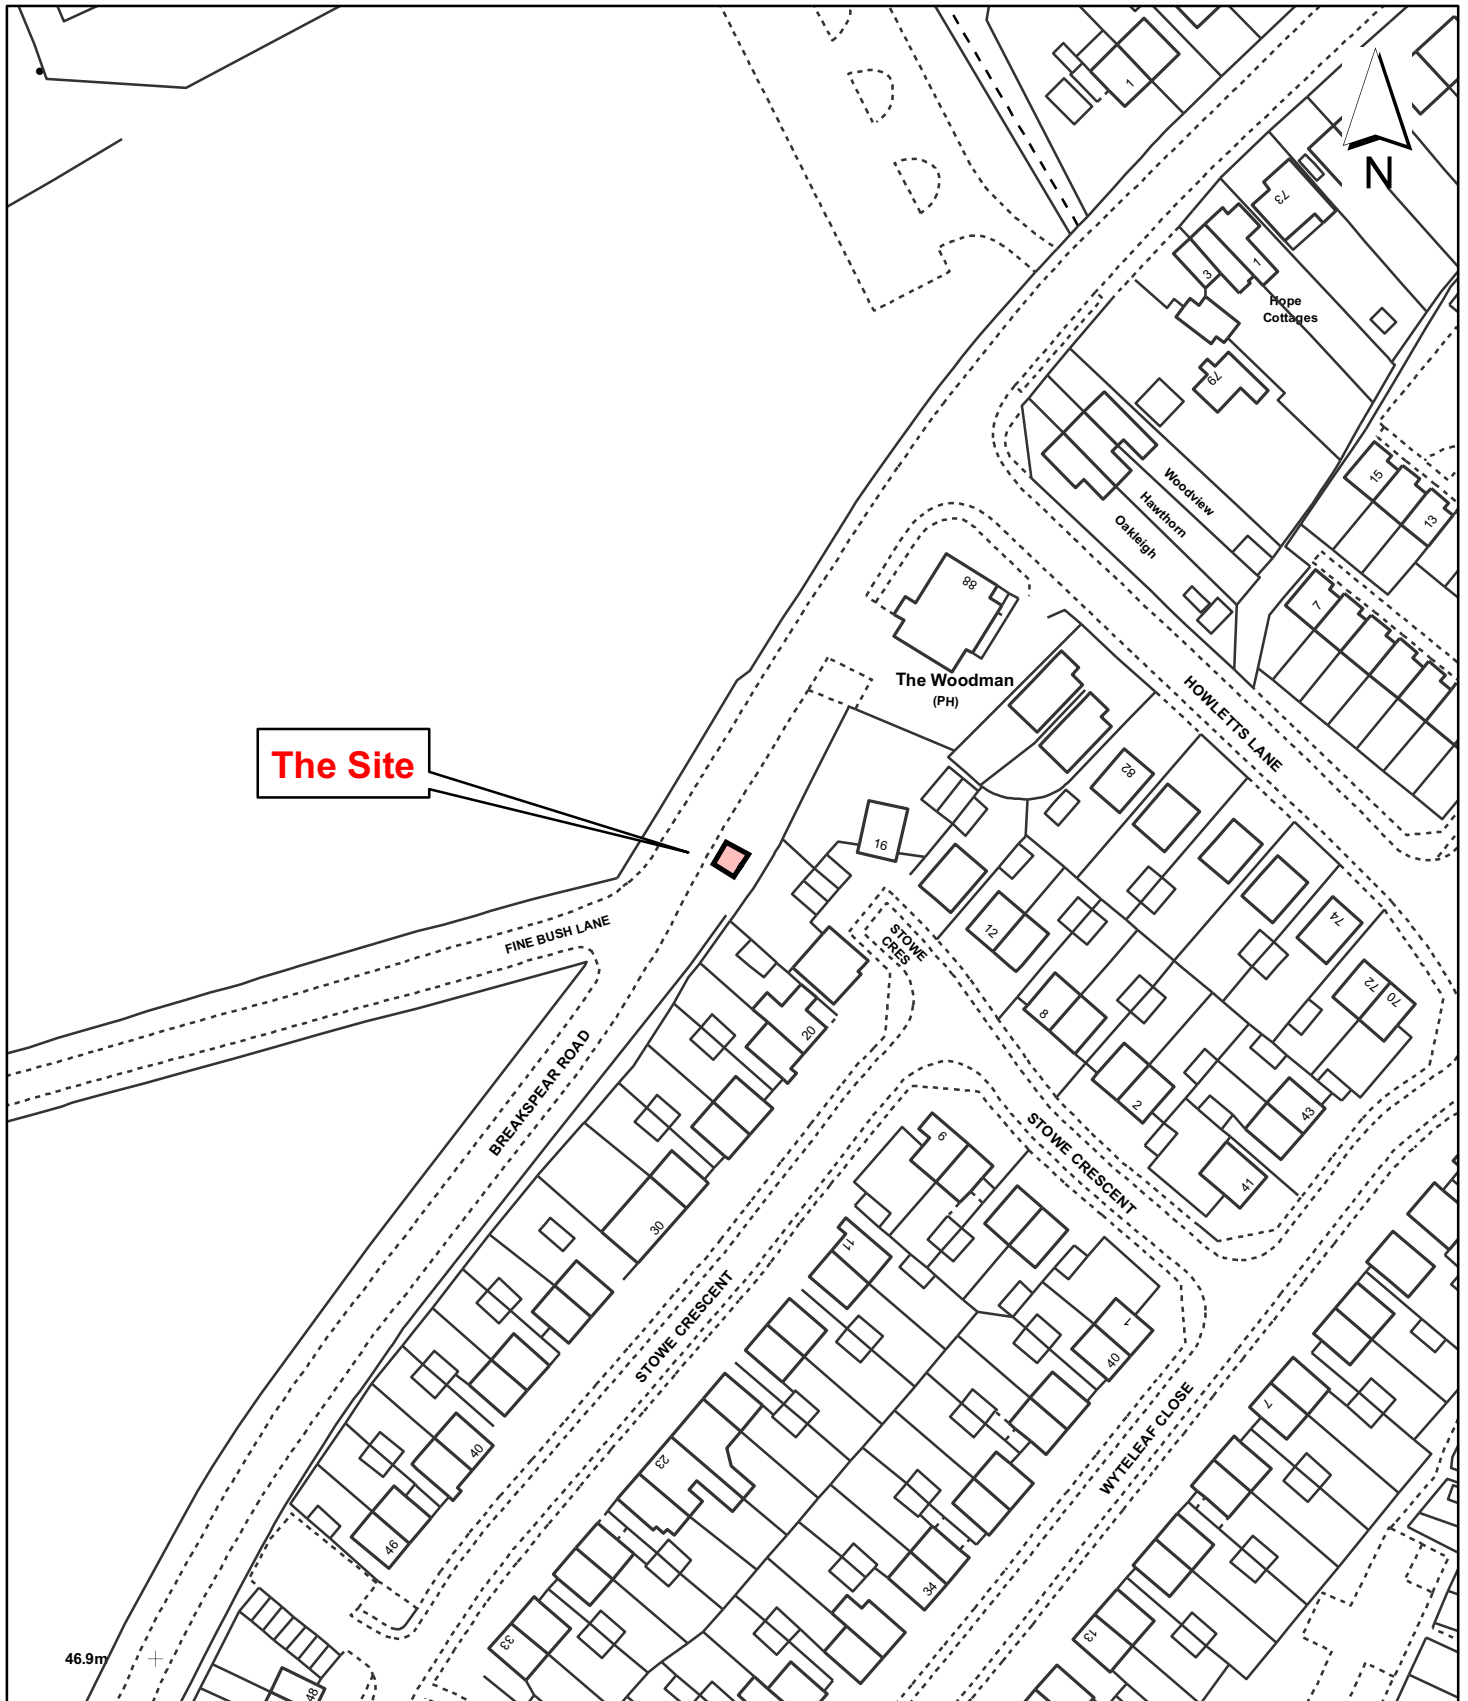 1
N
73
3
1
Hope
Cottages
79
15
13
Woodview
Hawthorn
Oakleigh
88
7
The Woodman
(PH)
HOWLETTS LANE
The Site
82
16
12
74
FINE BUSH LANE
STOWE
CRES
72
70
8
20
BREAKSPEAR ROAD
2
43
STOWE CRESCENT
9
41
30
11
1
40
STOWE CRESCENT
WYTELEAF CLOSE
7
40
23
46
34
33
13
46.9m
48